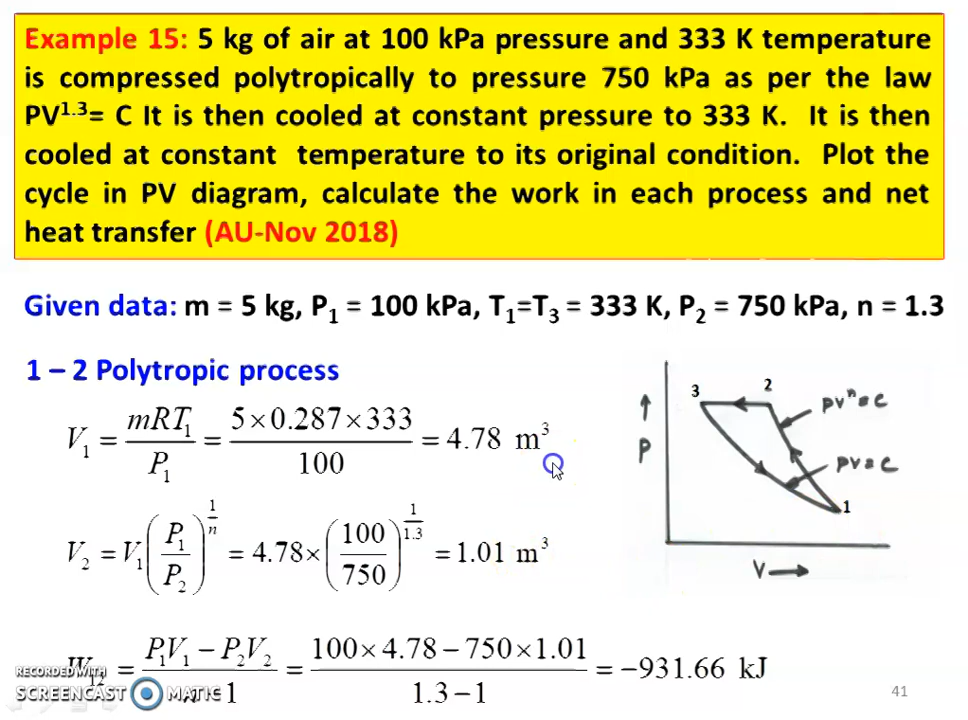 Example 15: 5 kg of air at 100 kPa pressure and 333 K temperature
is compressed polytropically to pressure 750 kPa as per the law
PV^1.3= C It is then cooled at constant pressure to 333 K. It is then
cooled at constant temperature to its original condition. Plot the
cycle in PV diagram, calculate the work in each process and net
heat transfer (AU-Nov 2018)
Given data: m = 5 kg, P₁ = 100 kPa, T₁=T₃ = 333 K, P₂ = 750 kPa, n = 1.3
1 – 2 Polytropic process
V₁ = mRT₁/P₁ = 5×0.287×333/100 = 4.78 m³
V₂ = V₁(P₁/P₂)^(1/n) = 4.78×(100/750)^(1/1.3) = 1.01 m³
W₁₂ = (P₁V₁ − P₂V₂)/(n − 1) = (100×4.78−750×1.01)/(1.3−1) = −931.66 kJ
3
2
PVⁿ=C
P
PV=C
1
V
RECORDED WITH
SCREENCAST MATIC
41